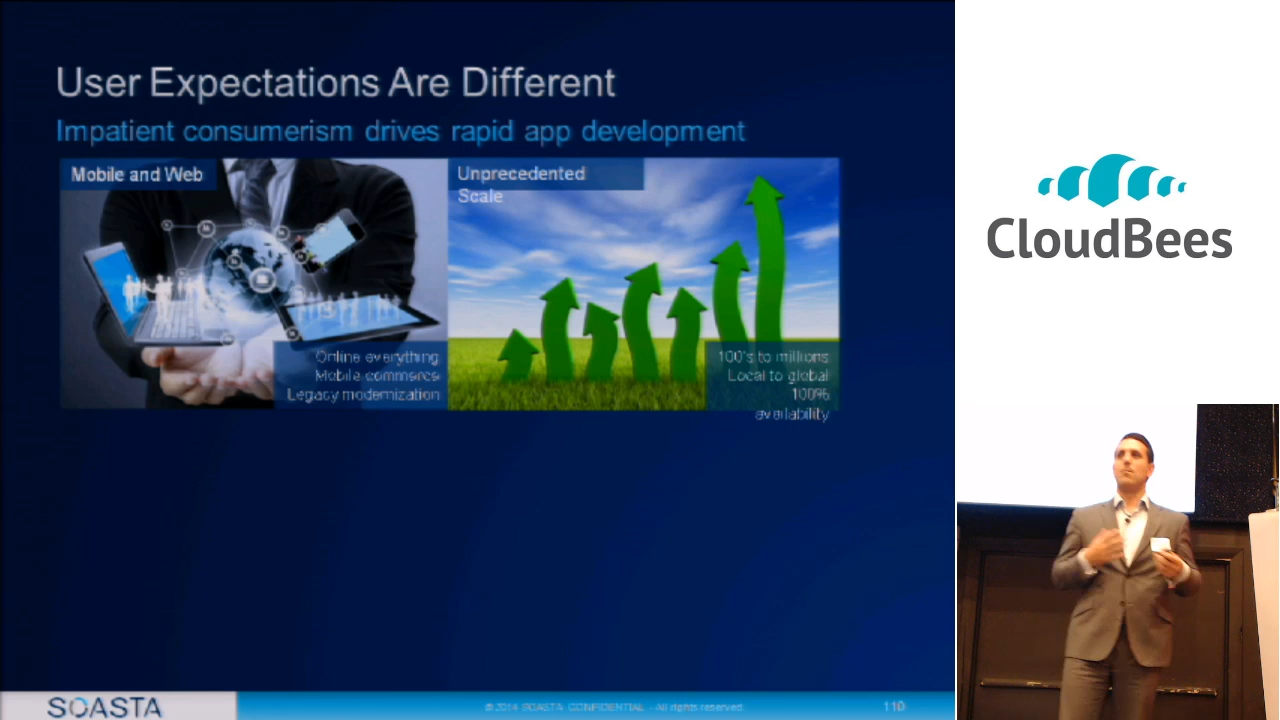 User Expectations Are Different
Impatient consumerism drives rapid app development
Mobile and Web
Unprecedented
Scale
Online everything
Mobile commerce
Legacy modernization
100's to millions
Local to global
100%
availability
CloudBees
SOASTA
© 2014 SOASTA CONFIDENTIAL - All rights reserved.
110